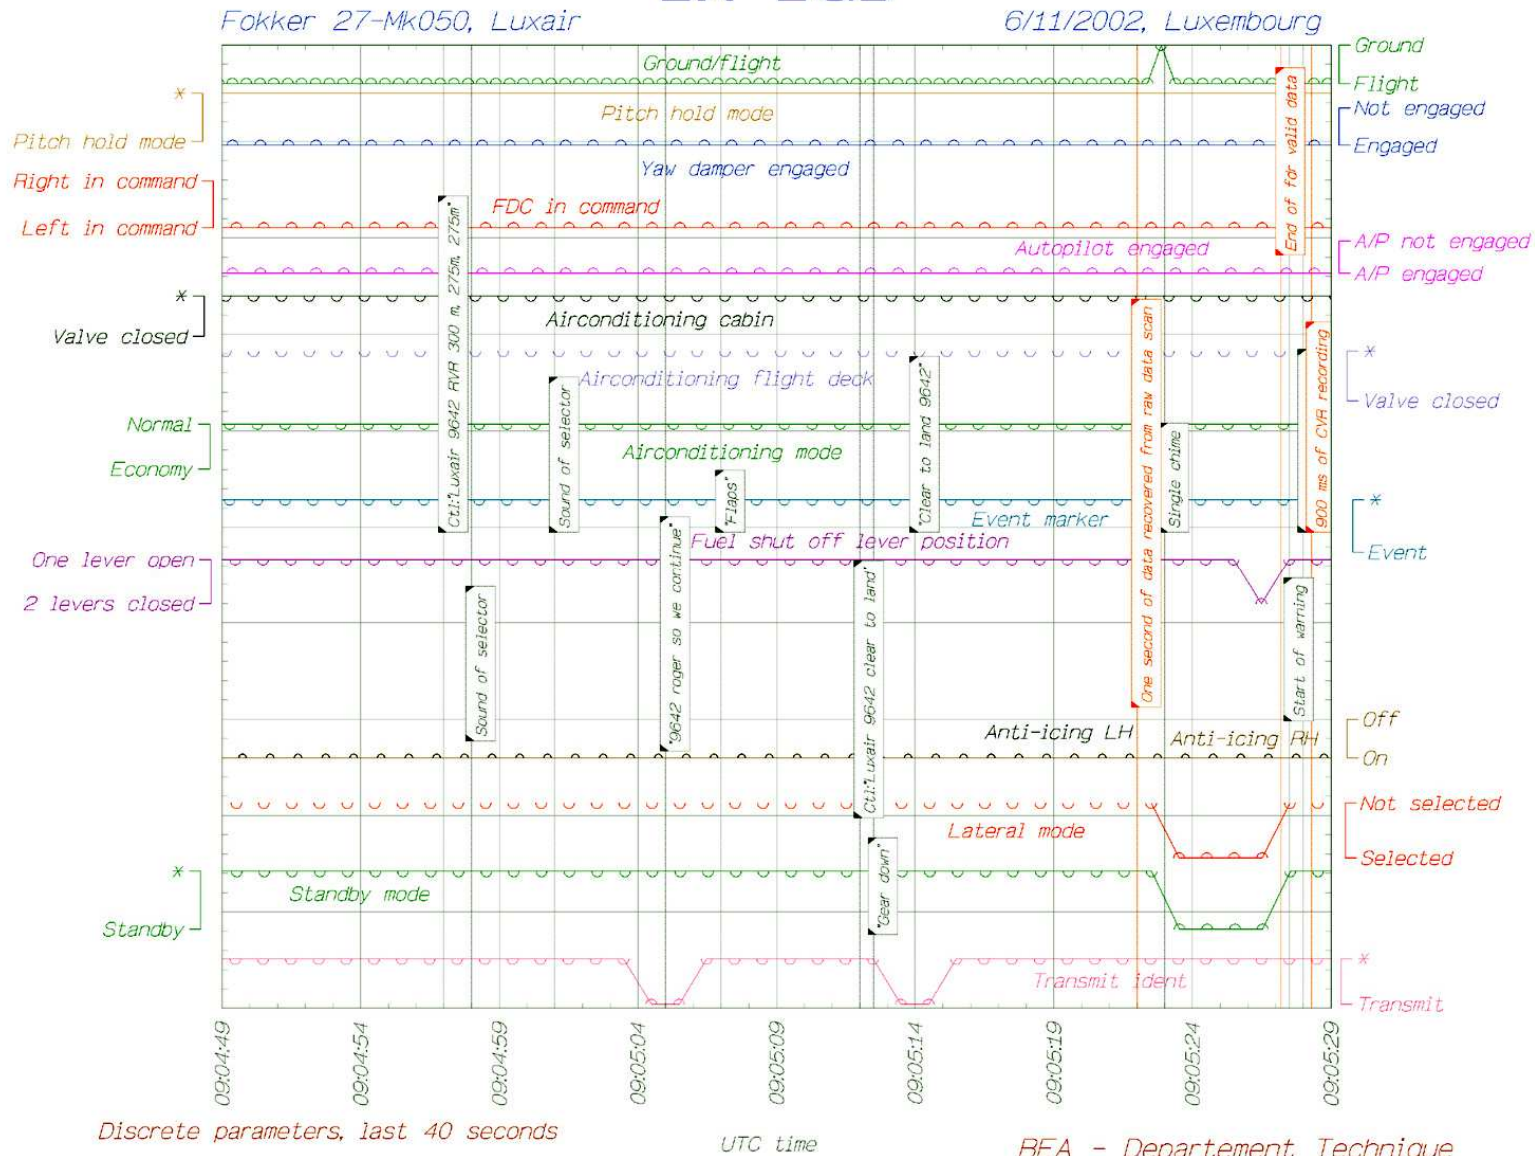 Fokker 27-Mk050, Luxair
6/11/2002, Luxembourg
Ground/flight
Ground
Flight
*
Pitch hold mode
Pitch hold mode
Not engaged
Engaged
Yaw damper engaged
Right in command
Left in command
FDC in command
Autopilot engaged
A/P not engaged
A/P engaged
*
Valve closed
Airconditioning cabin
Airconditioning flight deck
*
Valve closed
Normal
Economy
Airconditioning mode
Event marker
*
Event
One lever open
2 levers closed
Fuel shut off lever position
Anti-icing LH
Anti-icing RH
Off
On
Lateral mode
Not selected
Selected
*
Standby
Standby mode
Transmit ident
*
Transmit
Ctl:"Luxair 9642 RVR 300 m, 275m, 275m"
Sound of selector
Sound of selector
"9642 roger so we continue"
"Flaps"
Ctl:"Luxair 9642 clear to land"
"Gear down"
"Clear to land 9642"
One second of data recovered from raw data scan
Single chime
End of fdr valid data
Start of warning
900 ms of CVR recording
09:04:49
09:04:54
09:04:59
09:05:04
09:05:09
09:05:14
09:05:19
09:05:24
09:05:29
Discrete parameters, last 40 seconds
UTC time
BEA - Departement Technique